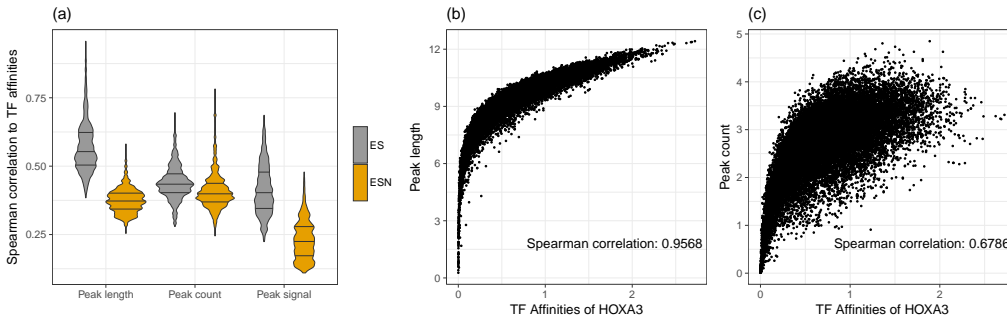 (a)
Spearman correlation to TF affinities
0.75
0.50
0.25
Peak length
Peak count
Peak signal
ES
ESN
(b)
Peak length
12
9
6
3
0
Spearman correlation: 0.9568
0
1
2
TF Affinities of HOXA3
(c)
Peak count
5
4
3
2
1
0
Spearman correlation: 0.6786
0
1
2
TF Affinities of HOXA3